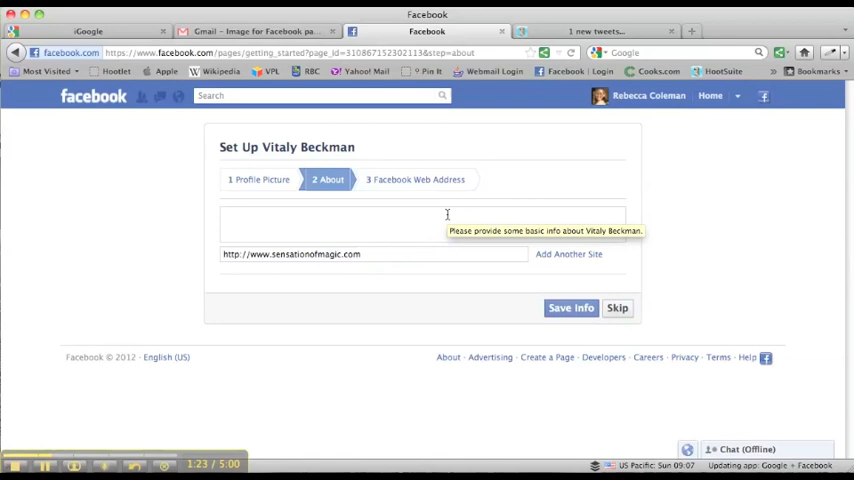 Facebook
iGoogle
Gmail - Image for Facebook pa...
Facebook
1 new tweets...
facebook.com
https://www.facebook.com/pages/getting_started?page_id=310867152302113&step=about
Google
Most Visited
Hootlet
Apple
Wikipedia
VPL
RBC
Yahoo! Mail
Pin It
Webmail Login
Facebook | Login
Cooks.com
HootSuite
»
Bookmarks
facebook
Search
Rebecca Coleman
Home
Set Up Vitaly Beckman
1 Profile Picture
2 About
3 Facebook Web Address
Please provide some basic info about Vitaly Beckman.
http://www.sensationofmagic.com
Add Another Site
Save Info
Skip
Facebook © 2012 · English (US)
About · Advertising · Create a Page · Developers · Careers · Privacy · Terms · Help
Chat (Offline)
1:23 / 5:00
US Pacific: Sun 09:07
Updating app: Google + Facebook